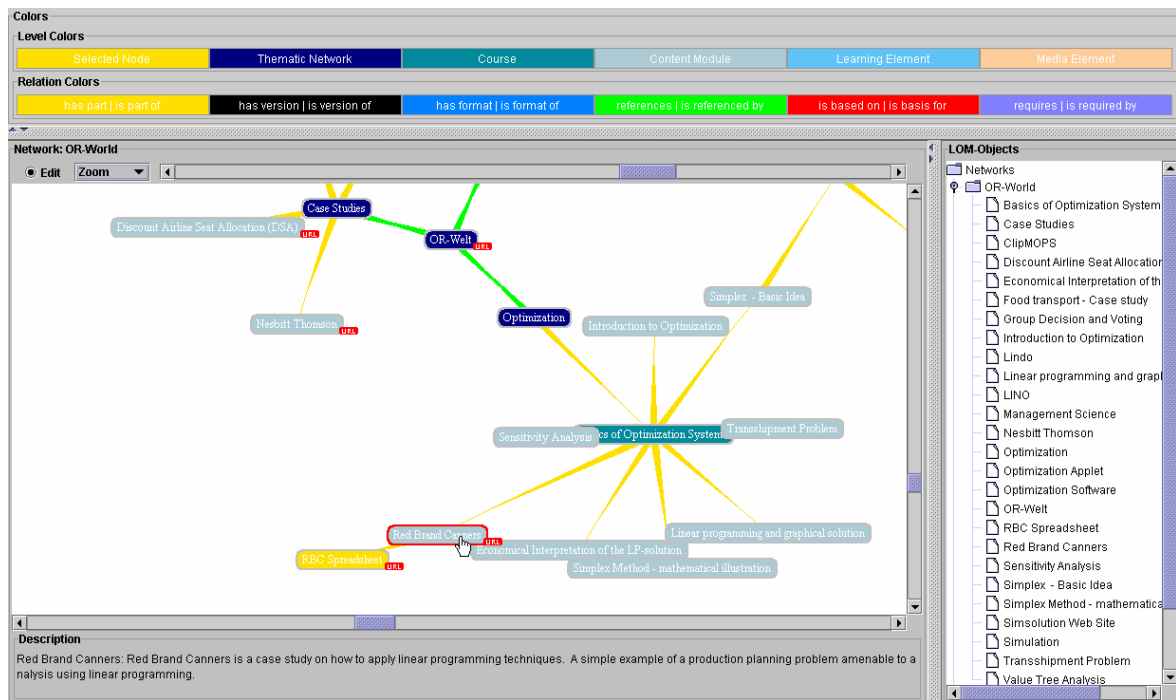 Colors
Level Colors
Selected Node Thematic Network Course Content Module Learning Element Media Element
Relation Colors
has part | is part of has version | is version of has format | is format of references | is referenced by is based on | is basis for requires | is required by
Network: OR-World
Edit Zoom
Case Studies
Discount Airline Seat Allocation (DSA)
URL
OR-Welt
URL
Simplex - Basic Idea
Nesbitt Thomson
URL
Optimization
Introduction to Optimization
Transshipment Problem
Sensitivity Analysis
cs of Optimization System
Red Brand Canners
URL
Linear programming and graphical solution
Economical Interpretation of the LP-solution
RBC Spreadsheet
URL
Simplex Method - mathematical illustration
Description
Red Brand Canners: Red Brand Canners is a case study on how to apply linear programming techniques. A simple example of a production planning problem amenable to a
nalysis using linear programming.
LOM-Objects
Networks
OR-World
Basics of Optimization System
Case Studies
ClipMOPS
Discount Airline Seat Allocation
Economical Interpretation of th
Food transport - Case study
Group Decision and Voting
Introduction to Optimization
Lindo
Linear programming and grap
LINO
Management Science
Nesbitt Thomson
Optimization
Optimization Applet
Optimization Software
OR-Welt
RBC Spreadsheet
Red Brand Canners
Sensitivity Analysis
Simplex - Basic Idea
Simplex Method - mathematica
Simsolution Web Site
Simulation
Transshipment Problem
Value Tree Analysis